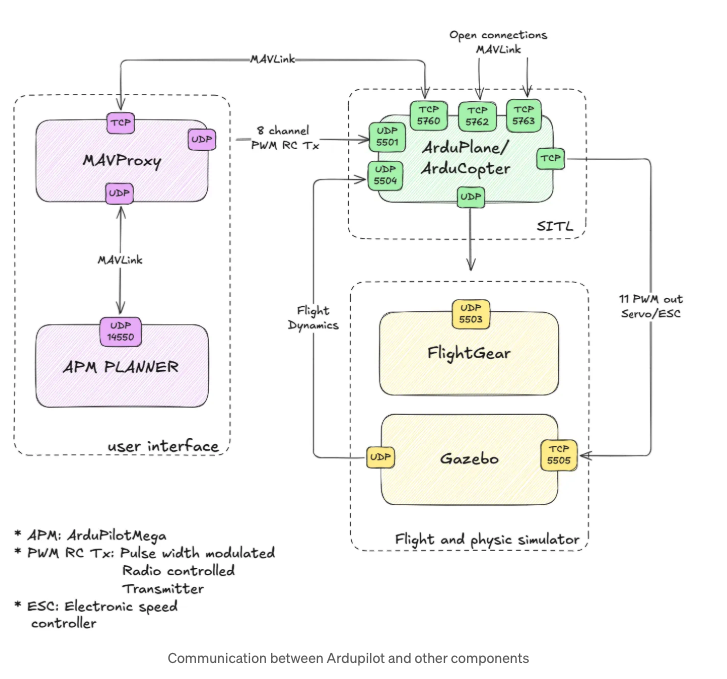 Open connections
MAVLink
MAVLink
TCP
UDP
MAVProxy
UDP
8 channel
PWM RC Tx
TCP
5760
TCP
5762
TCP
5763
UDP
5501
UDP
5504
ArduPlane/
ArduCopter
TCP
UDP
SITL
MAVLink
UDP
14550
APM PLANNER
user interface
Flight
Dynamics
11 PWM out
Servo/ESC
UDP
5503
FlightGear
UDP
Gazebo
TCP
5505
Flight and physic simulator
* APM: ArduPilotMega
* PWM RC Tx: Pulse width modulated
Radio controlled
Transmitter
* ESC: Electronic speed
controller
Communication between Ardupilot and other components